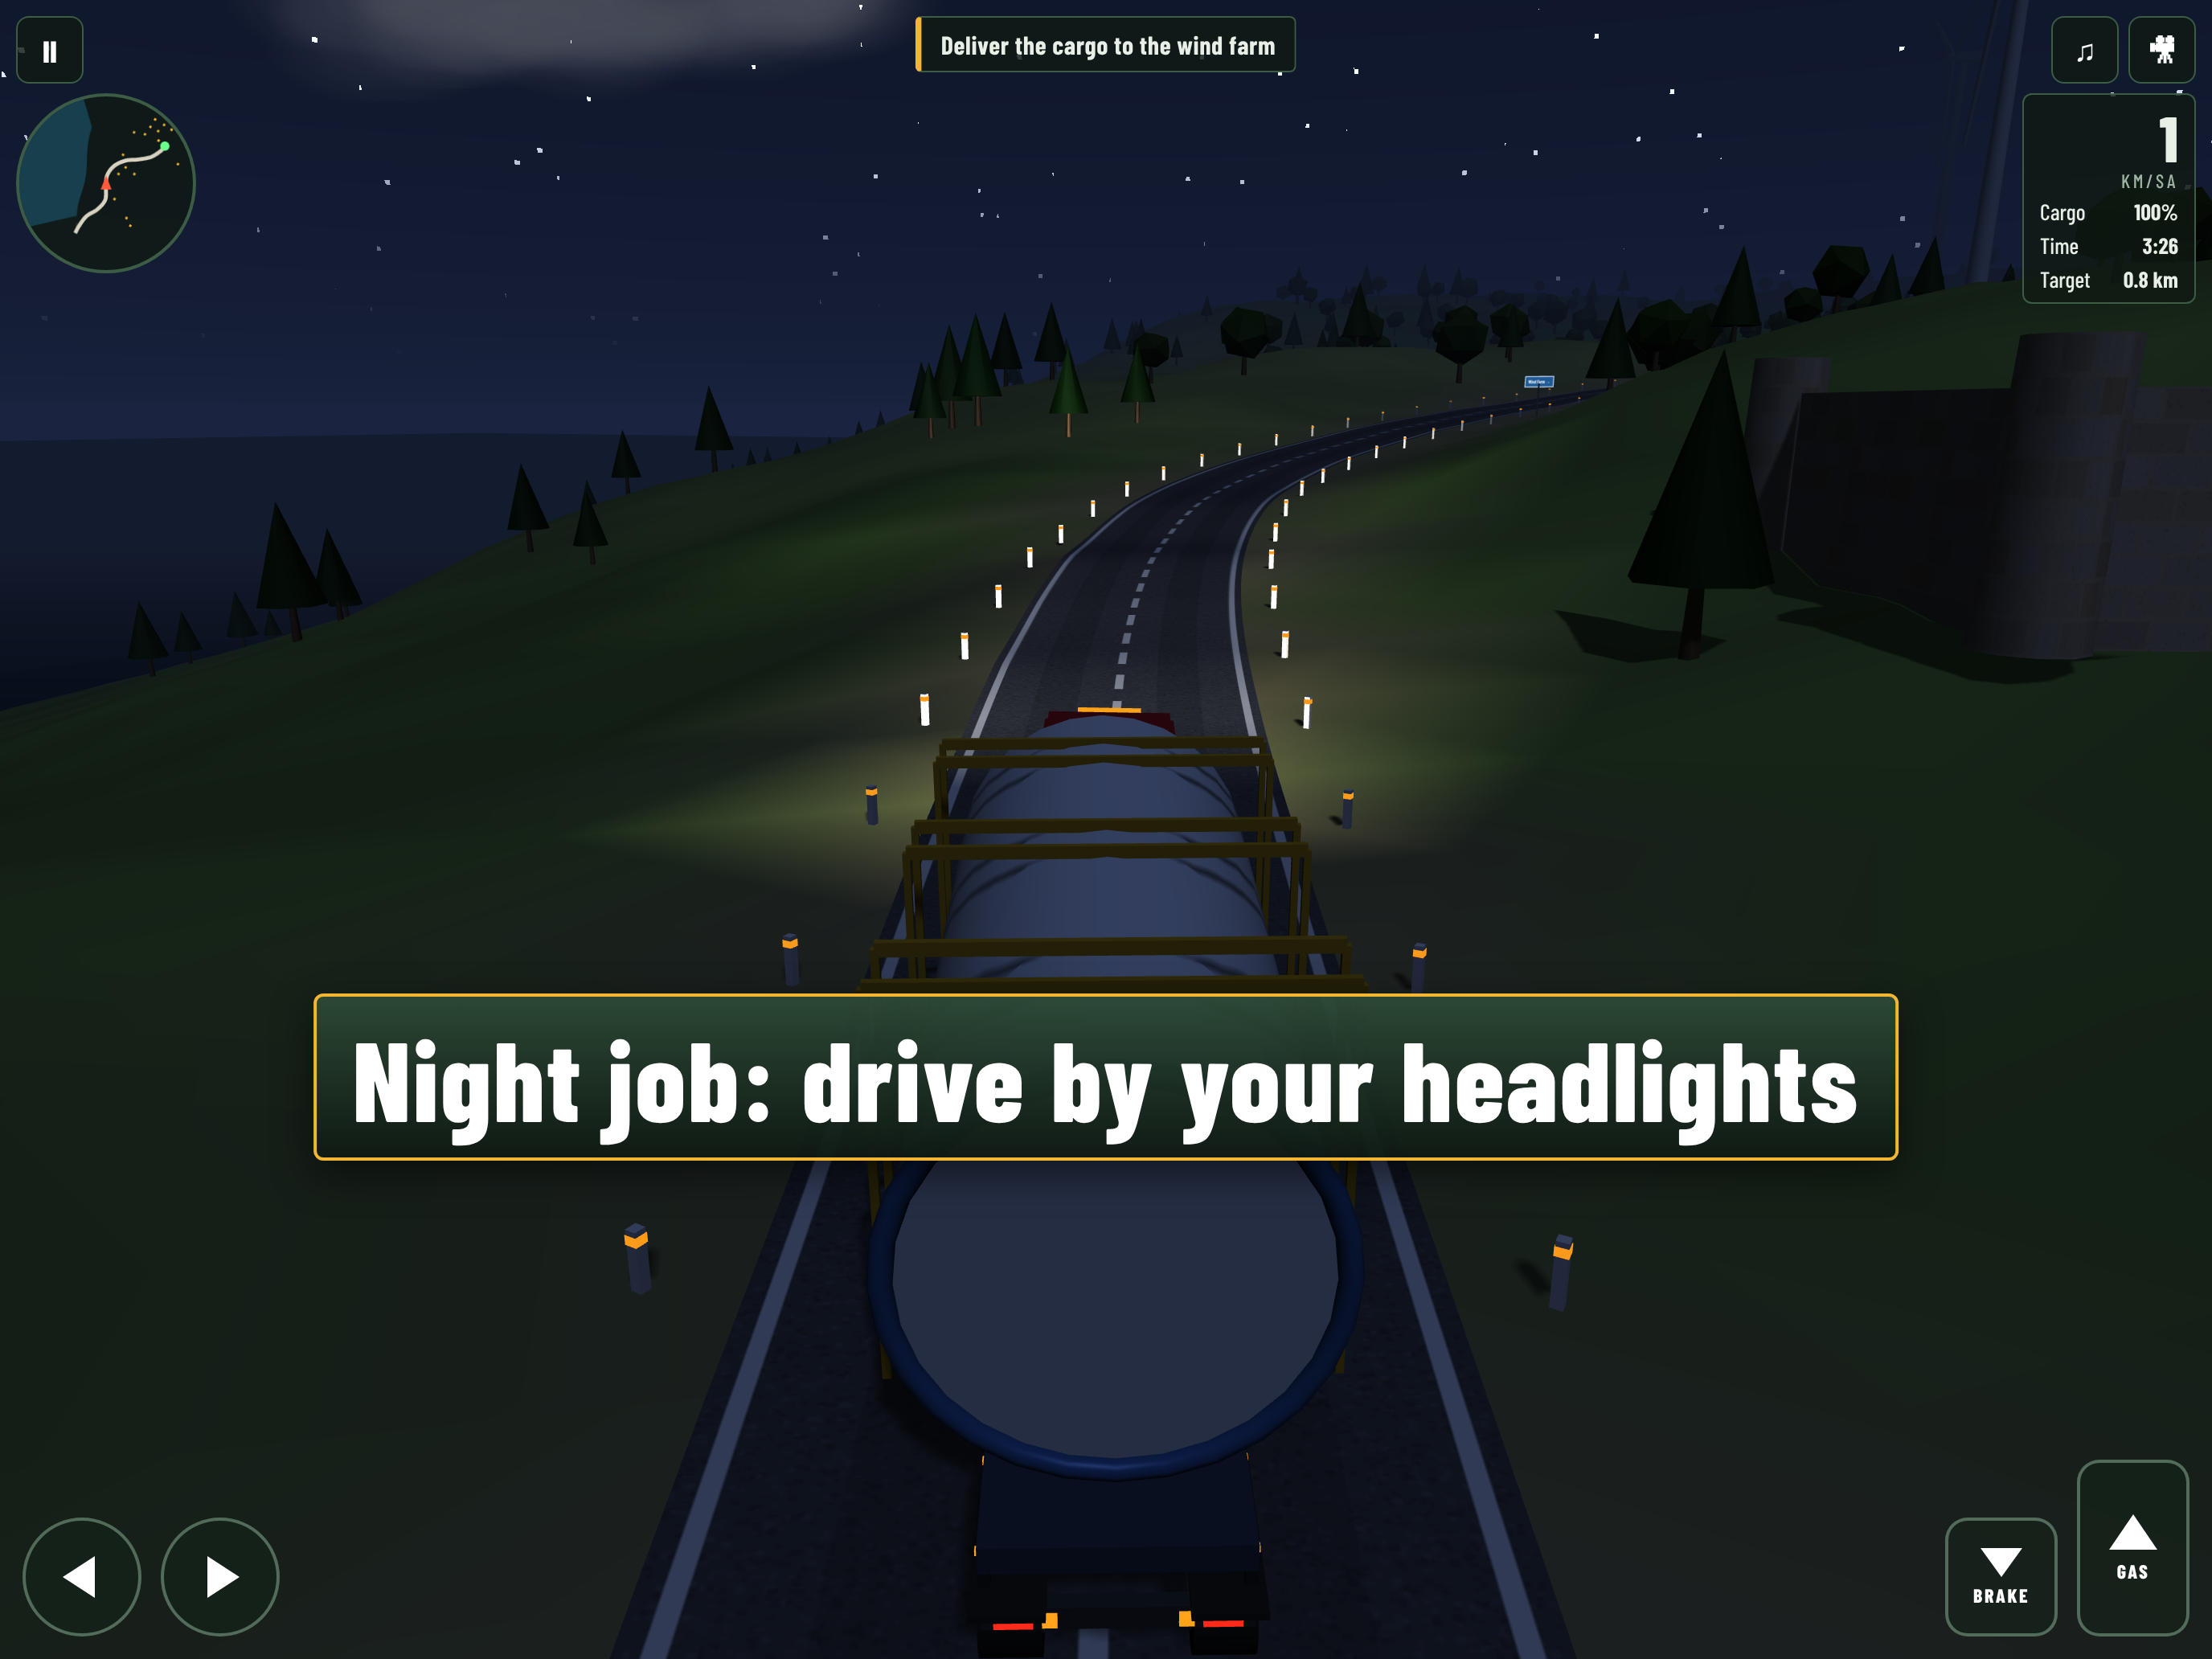 Deliver the cargo to the wind farm
1
KM/SA
Cargo 100%
Time 3:26
Target 0.8 km
Night job: drive by your headlights
BRAKE
GAS